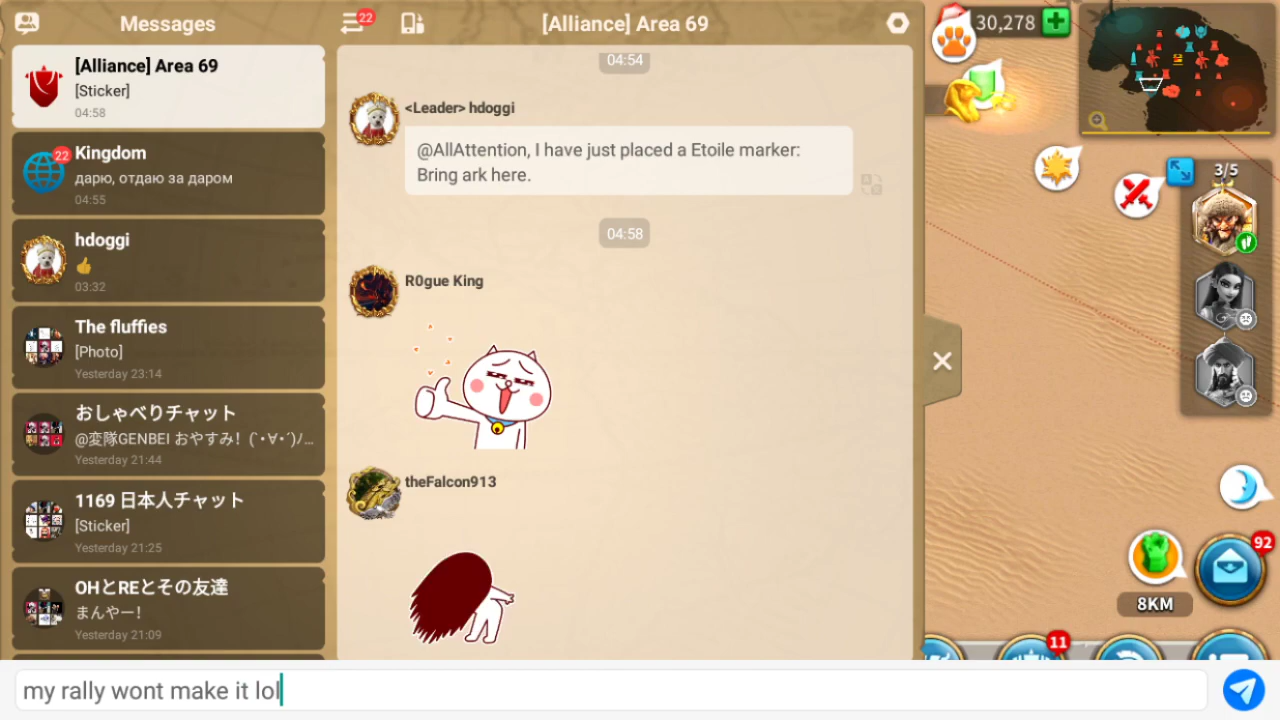 Messages
[Alliance] Area 69
[Sticker]
04:58
22
Kingdom
дарю, отдаю за даром
04:55
hdoggi
03:32
The fluffies
[Photo]
Yesterday 23:14
おしゃべりチャット
@変隊GENBEI おやすみ！(`･∀･´)ﾉ...
Yesterday 21:44
1169 日本人チャット
[Sticker]
Yesterday 21:25
OHとREとその友達
まんやー！
Yesterday 21:09
22
[Alliance] Area 69
04:54
<Leader> hdoggi
@AllAttention, I have just placed a Etoile marker:
Bring ark here.
04:58
R0gue King
theFalcon913
30,278
3/5
92
8KM
11
my rally wont make it lol